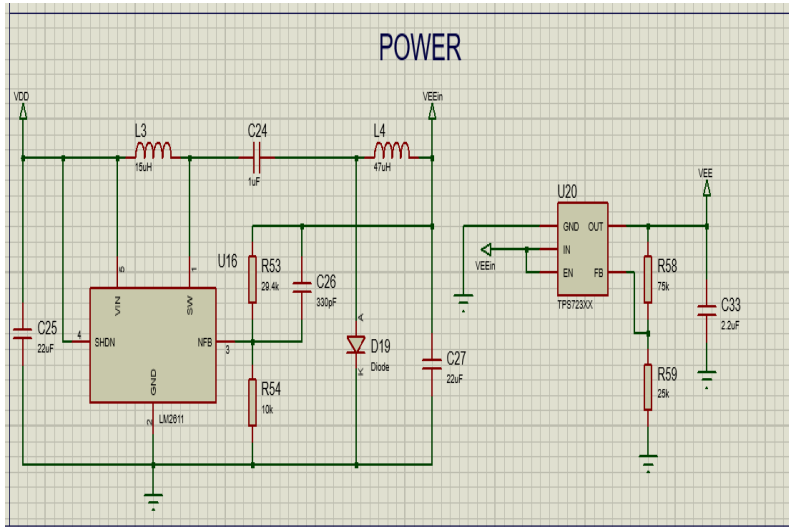 POWER
VDD
VEEin
L3
15uH
C24
1uF
L4
47uH
U16
VIN
5
SW
1
SHDN
4
NFB
3
GND
2
LM2611
C25
22uF
R53
29.4k
C26
330pF
R54
10k
A
D19
Diode
K
C27
22uF
U20
GND
OUT
IN
EN
FB
TPS723XX
VEEin
VEE
R58
75k
C33
2.2uF
R59
25k